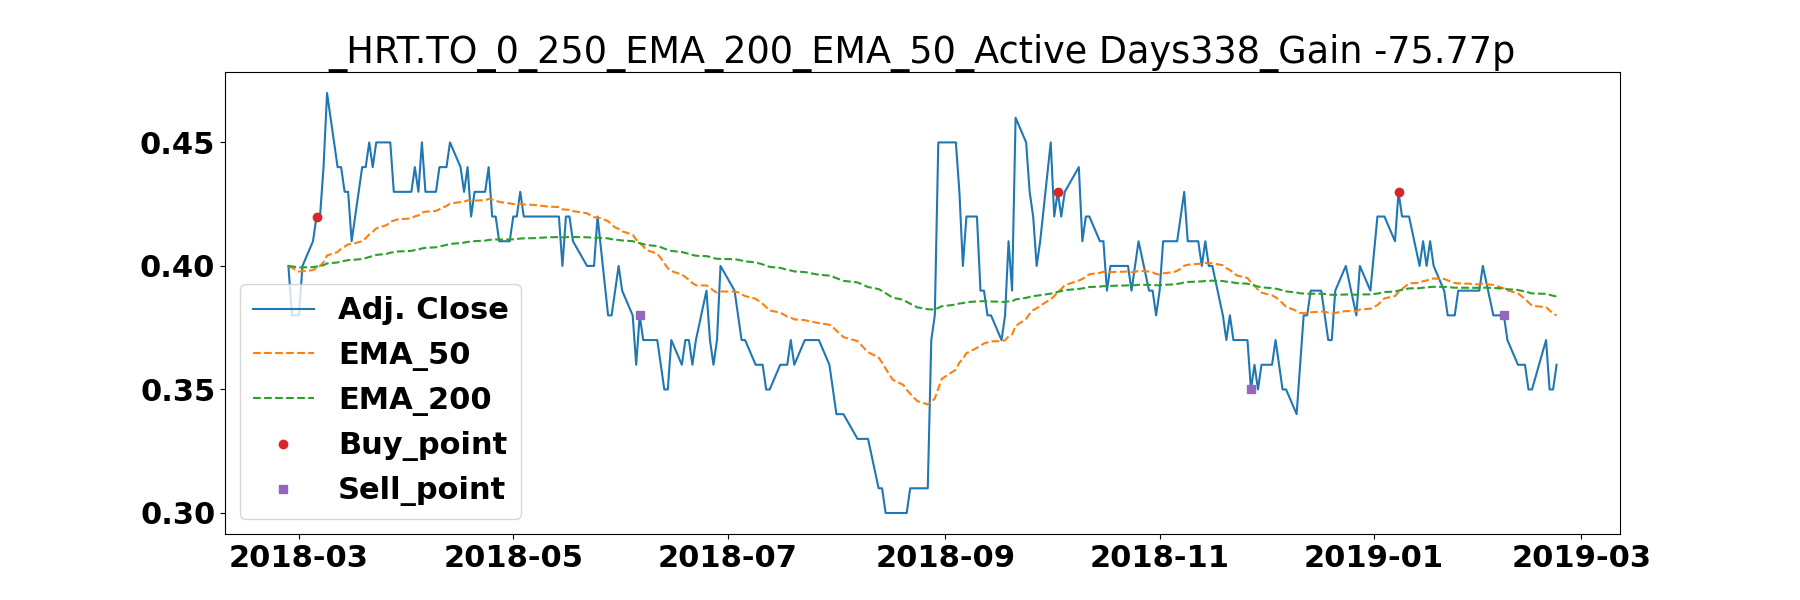 _HRT.TO_0_250_EMA_200_EMA_50_Active Days338_Gain -75.77p
0.45
0.40
0.35
0.30
Adj. Close
EMA_50
EMA_200
Buy_point
Sell_point
2018-03 2018-05 2018-07 2018-09 2018-11 2019-01 2019-03